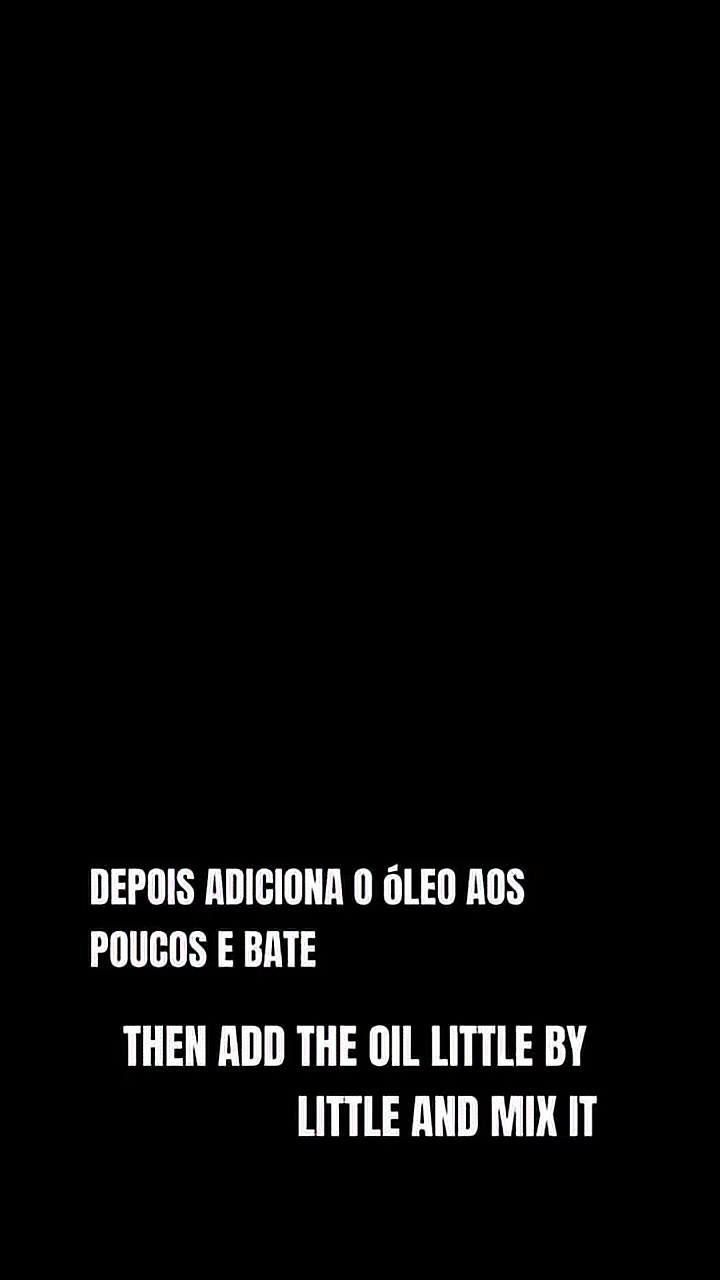 DEPOIS ADICIONA O óLEO AOS
POUCOS E BATE
THEN ADD THE OIL LITTLE BY
LITTLE AND MIX IT